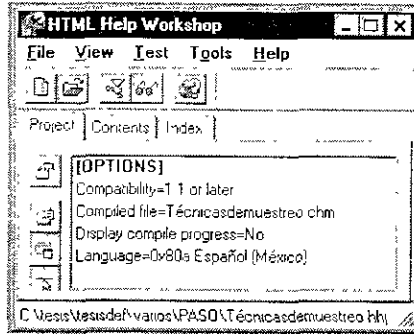 HTML Help Workshop
File View Test Tools Help
Project Contents Index
[OPTIONS]
Compatibility=1.1 or later
Compiled file=Técnicasdemuestreo.chm
Display compile progress=No
Language=0x80a Español (México)
C:\tesis\tesisdef\varios\PASO\Técnicasdemuestreo.hh